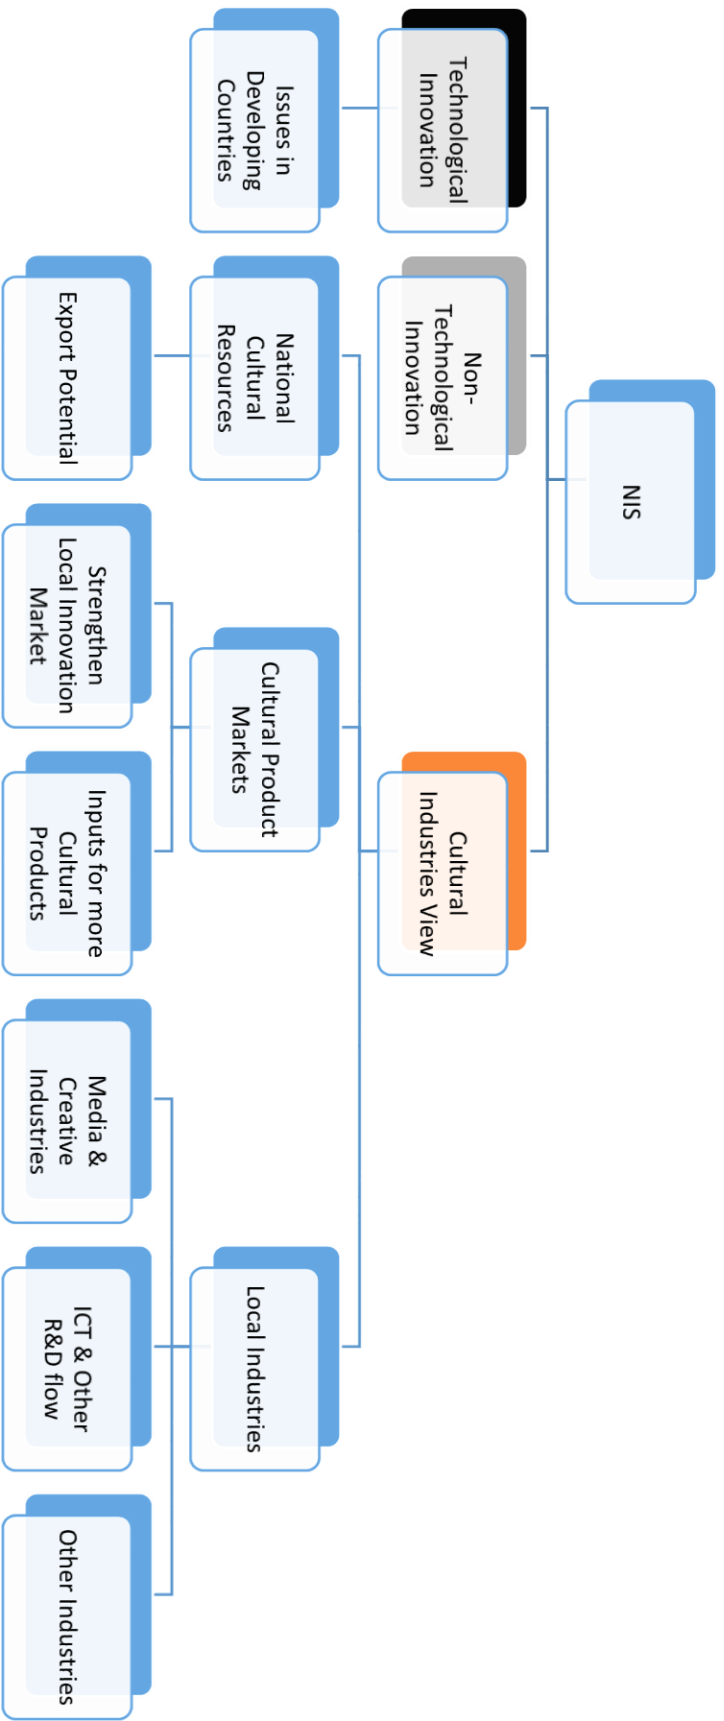 NIS
Technological
Innovation
Non-
Technological
Innovation
Cultural
Industries View
Issues in
Developing
Countries
National
Cultural
Resources
Cultural Product
Markets
Local Industries
Export Potential
Strengthen
Local Innovation
Market
Inputs for more
Cultural
Products
Media &
Creative
Industries
ICT & Other
R&D flow
Other Industries